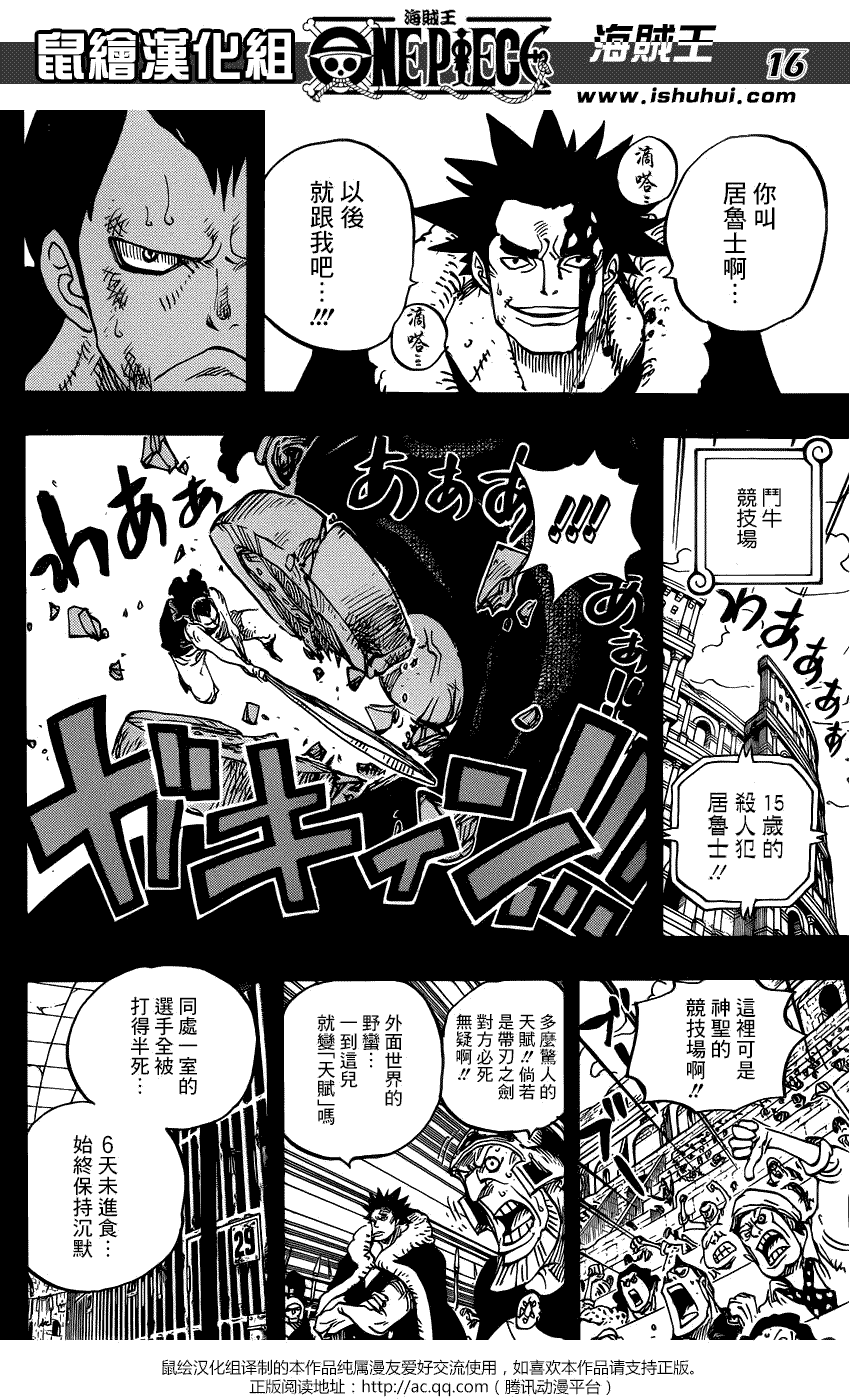 鼠繪漢化組
海賊王
ONE PIECE
海賊王
16
www.ishuhui.com
你叫
居魯士啊…
滴嗒…
滴嗒…
以後
就跟我吧…!!!
鬥牛
競技場
わあああぁ
15歲的
殺人犯
居魯士!!
!!!
わあぁぁ
あぁあぁ
あぁ!!
ガキィン!!!
這裡可是
神聖的
競技場啊!!
多麼驚人的
天賦!!倘若
是帶刃之劍
對方必死
無疑啊!!
外面世界的
野蠻…
一到這兒
就變「天賦」嗎
同處一室的
選手全被
打得半死…
6天未進食…
始終保持沉默
29
鼠绘汉化组译制的本作品纯属漫友爱好交流使用，如喜欢本作品请支持正版。
正版阅读地址：http://ac.qq.com（腾讯动漫平台）